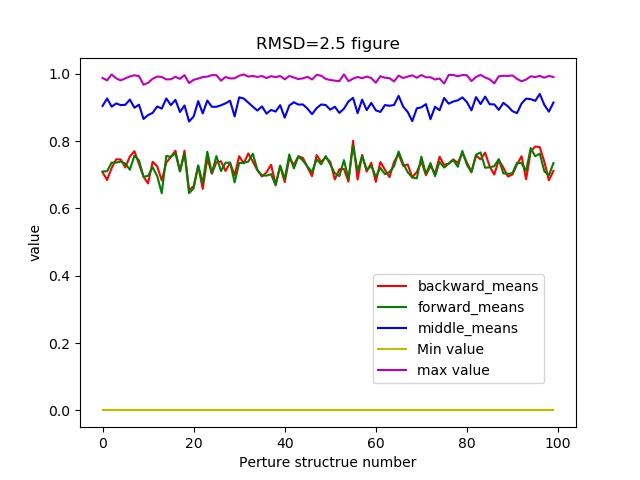 RMSD=2.5 figure
1.0
0.8
0.6
0.4
0.2
0.0
value
backward_means
forward_means
middle_means
Min value
max value
0 20 40 60 80 100
Perture structrue number